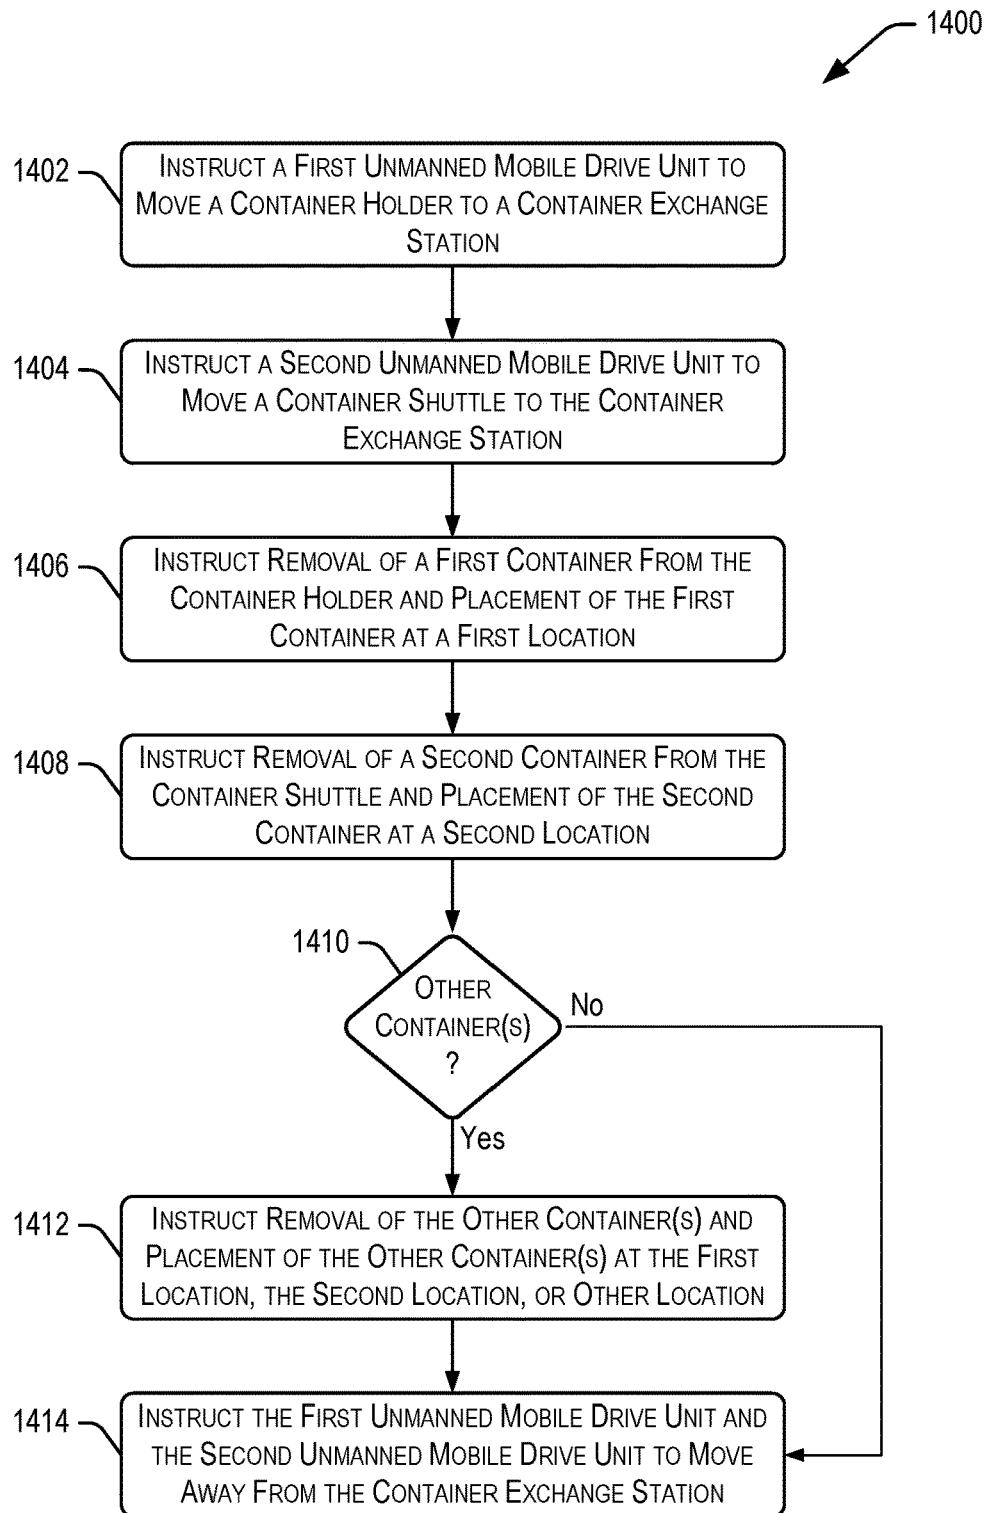 1400
1402
INSTRUCT A FIRST UNMANNED MOBILE DRIVE UNIT TO
MOVE A CONTAINER HOLDER TO A CONTAINER EXCHANGE
STATION
1404
INSTRUCT A SECOND UNMANNED MOBILE DRIVE UNIT TO
MOVE A CONTAINER SHUTTLE TO THE CONTAINER
EXCHANGE STATION
1406
INSTRUCT REMOVAL OF A FIRST CONTAINER FROM THE
CONTAINER HOLDER AND PLACEMENT OF THE FIRST
CONTAINER AT A FIRST LOCATION
1408
INSTRUCT REMOVAL OF A SECOND CONTAINER FROM THE
CONTAINER SHUTTLE AND PLACEMENT OF THE SECOND
CONTAINER AT A SECOND LOCATION
1410
OTHER
CONTAINER(S)
?
No
Yes
1412
INSTRUCT REMOVAL OF THE OTHER CONTAINER(S) AND
PLACEMENT OF THE OTHER CONTAINER(S) AT THE FIRST
LOCATION, THE SECOND LOCATION, OR OTHER LOCATION
1414
INSTRUCT THE FIRST UNMANNED MOBILE DRIVE UNIT AND
THE SECOND UNMANNED MOBILE DRIVE UNIT TO MOVE
AWAY FROM THE CONTAINER EXCHANGE STATION